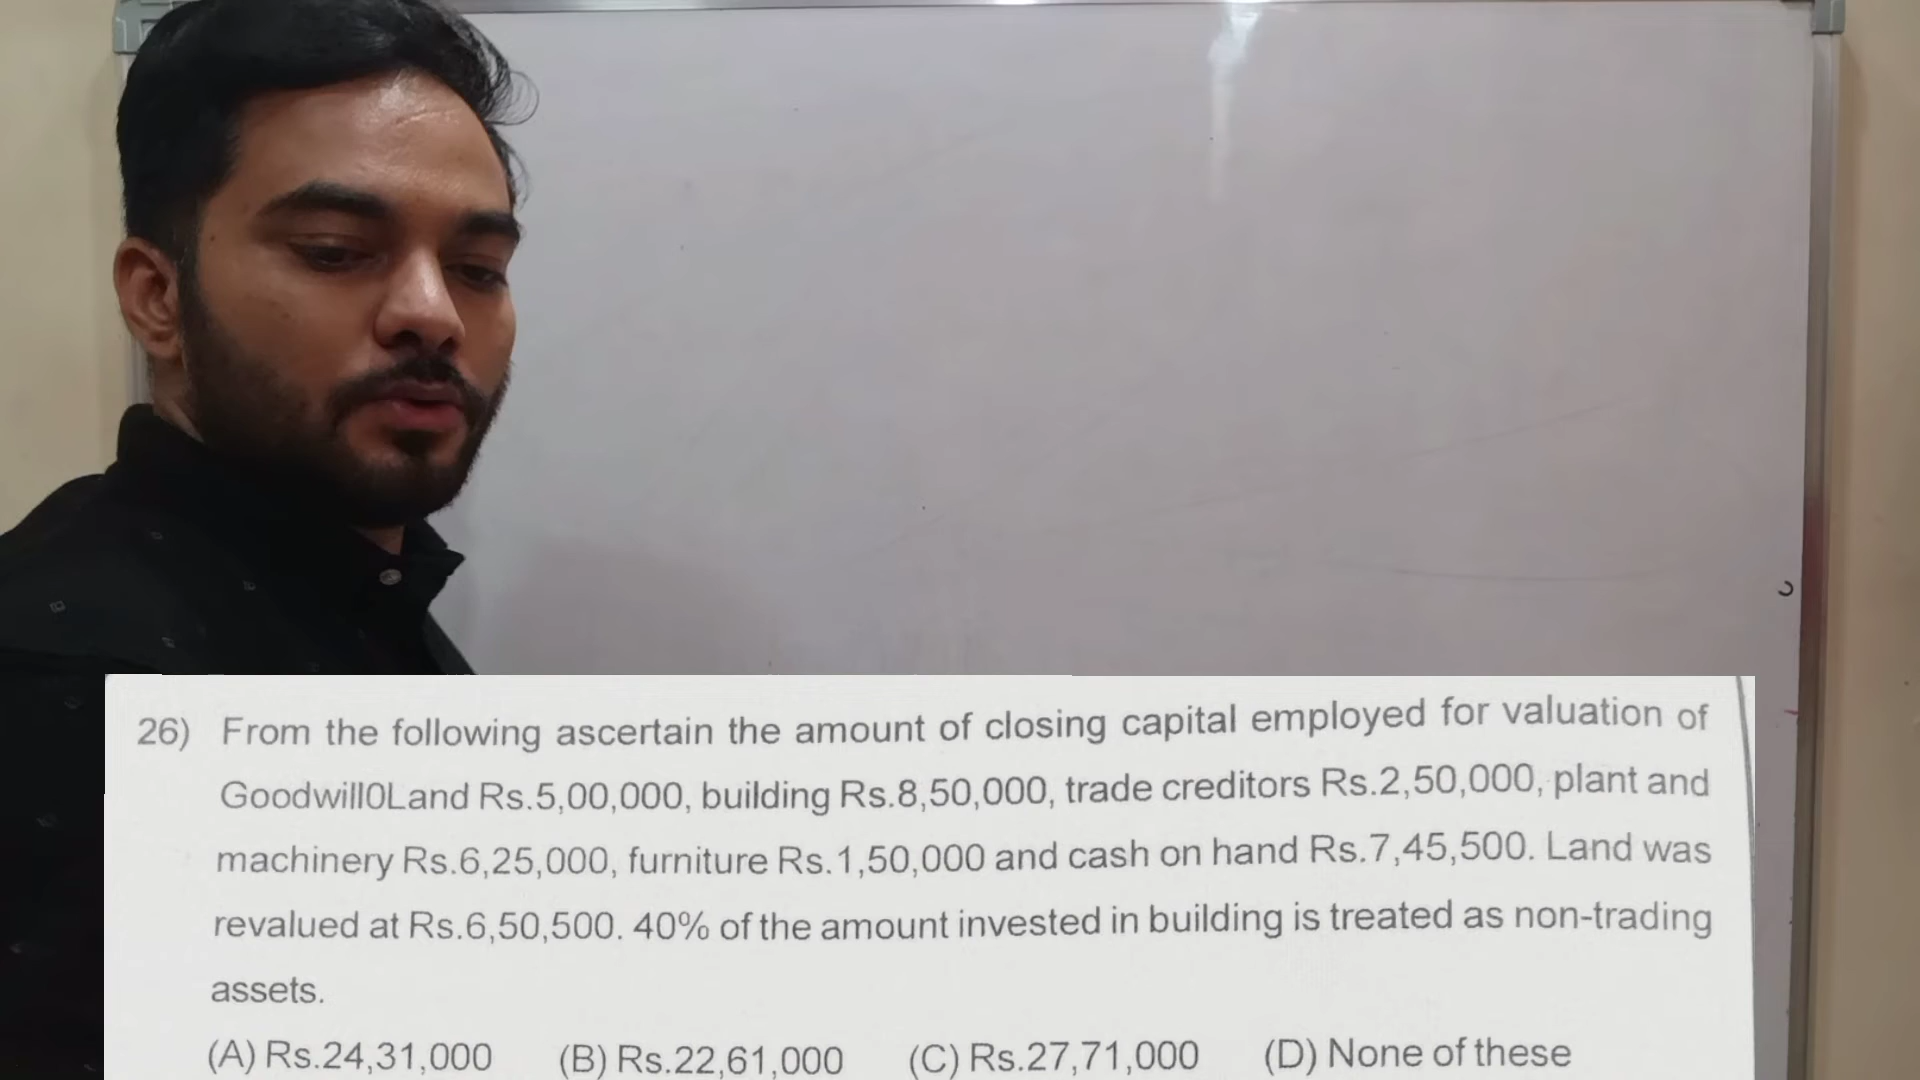 26) From the following ascertain the amount of closing capital employed for valuation of
Goodwill0Land Rs.5,00,000, building Rs.8,50,000, trade creditors Rs.2,50,000, plant and
machinery Rs.6,25,000, furniture Rs.1,50,000 and cash on hand Rs.7,45,500. Land was
revalued at Rs.6,50,500. 40% of the amount invested in building is treated as non-trading
assets.
(A) Rs.24,31,000 (B) Rs.22,61,000 (C) Rs.27,71,000 (D) None of these